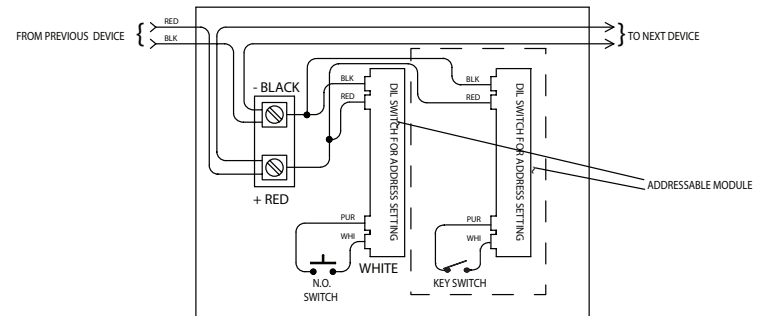 RED
FROM PREVIOUS DEVICE
BLK
TO NEXT DEVICE
BLK
RED
BLK
RED
- BLACK
+ RED
DIL SWITCH FOR ADDRESS SETTING
DIL SWITCH FOR ADDRESS SETTING
ADDRESSABLE MODULE
PUR
WHI
PUR
WHI
WHITE
N.O.
SWITCH
KEY SWITCH